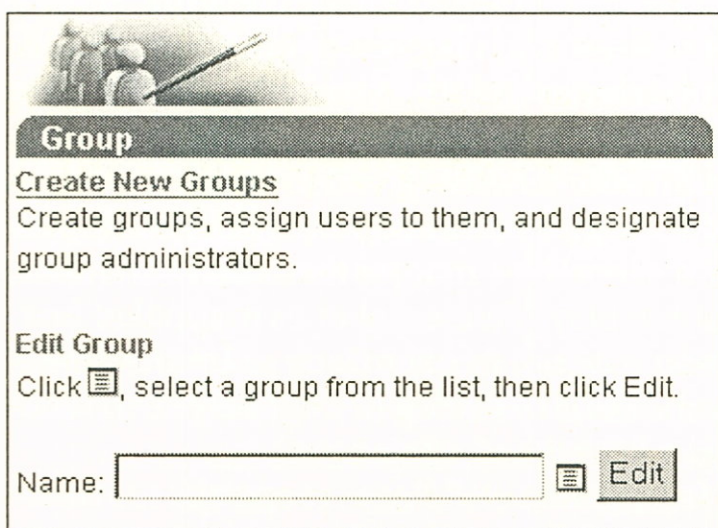 Group
Create New Groups
Create groups, assign users to them, and designate
group administrators.
Edit Group
Click , select a group from the list, then click Edit.
Name: Edit